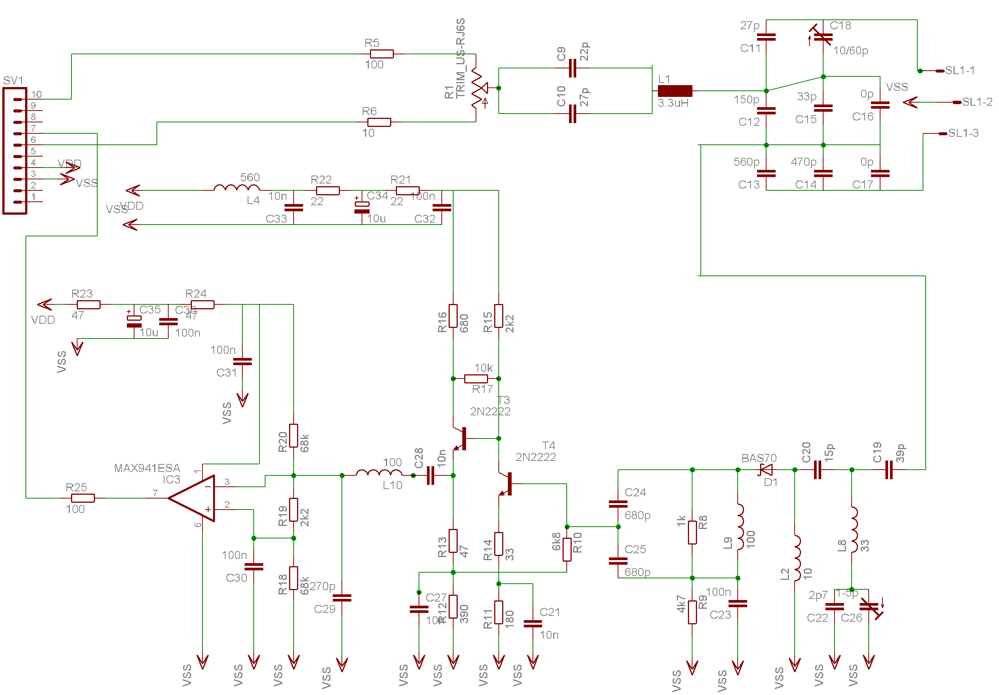 SV1
10
9
8
7
6
5
4
3
2
1
VDD
VSS
R5
100
R6
10
R1
TRIM_US-RJ6S
C9
22p
C10
27p
L1
3.3uH
27p
C11
C18
10/60p
SL1-1
VSS
SL1-2
SL1-3
150p
C12
33p
C15
0p
C16
560p
C13
470p
C14
0p
C17
560
L4
VDD
VSS
10n
C33
R22
22
C34
10u
R21
22
100n
C32
R23
47
VDD
C35
10u
C36
100n
R24
47
VSS
100n
C31
VSS
R16
680
R15
2k2
10k
R17
T3
2N2222
T4
2N2222
R20
68k
MAX941ESA
IC3
1
3
2
7
6
R25
100
R19
2k2
100n
C30
R18
68k
270p
C29
100
L10
C28
10n
R13
47
R14
33
6k8
R10
C27
10n
R12
390
R11
180
C21
10n
C24
680p
C25
680p
1k
R8
L9
100
BAS70
D1
C20
15p
C19
39p
L2
10
L8
33
4k7
R9
100n
C23
2p7
C22
1-5p
C26
VSS
VSS
VSS
VSS
VSS
VSS
VSS
VSS
VSS
VSS
VSS
VSS
VSS